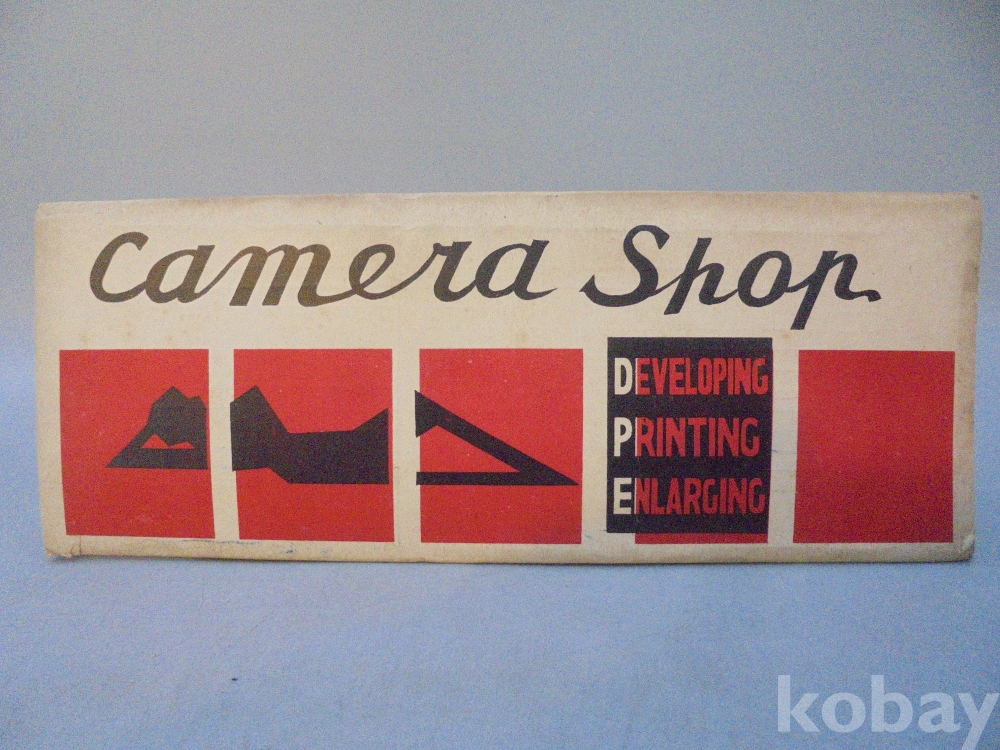 Camera Shop
DEVELOPING
PRINTING
ENLARGING
kobay